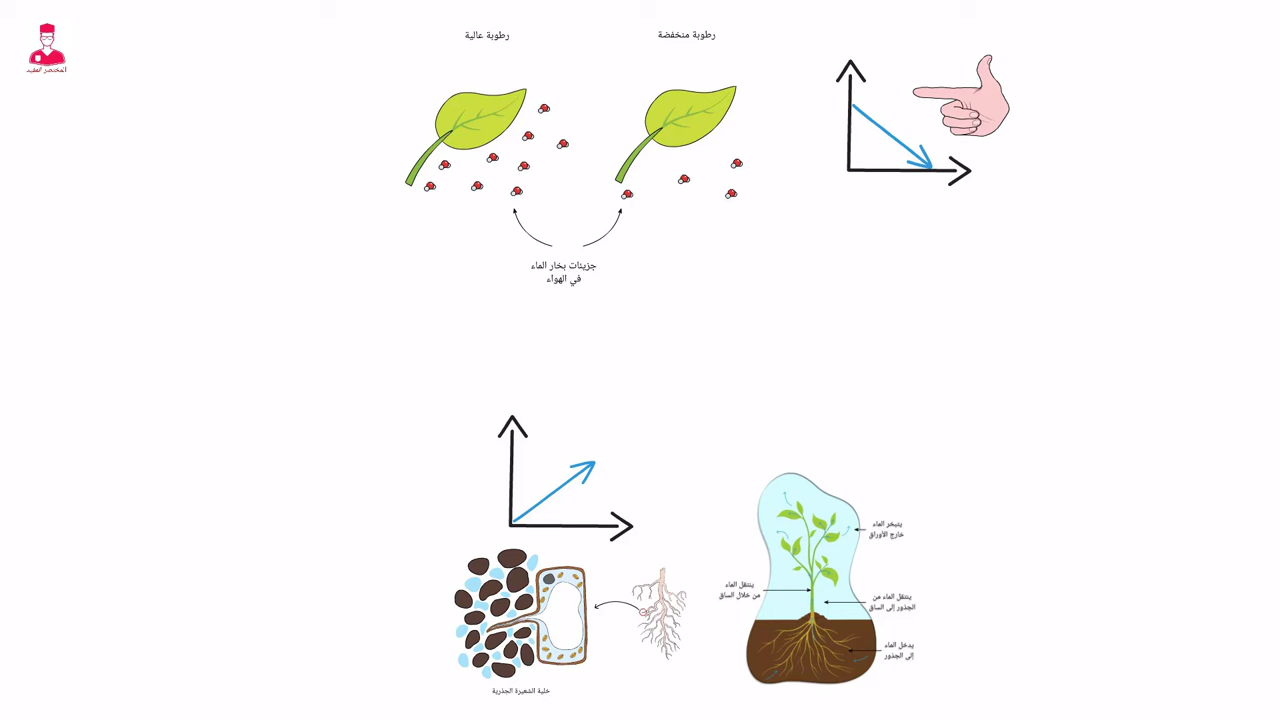 المختصر المفيد
رطوبة عالية
رطوبة منخفضة
جزيئات بخار الماء
في الهواء
يتبخر الماء
خارج الأوراق
ينتقل الماء
من خلال الساق
ينتقل الماء من
الجذور إلى الساق
يدخل الماء
إلى الجذور
خلية الشعيرة الجذرية